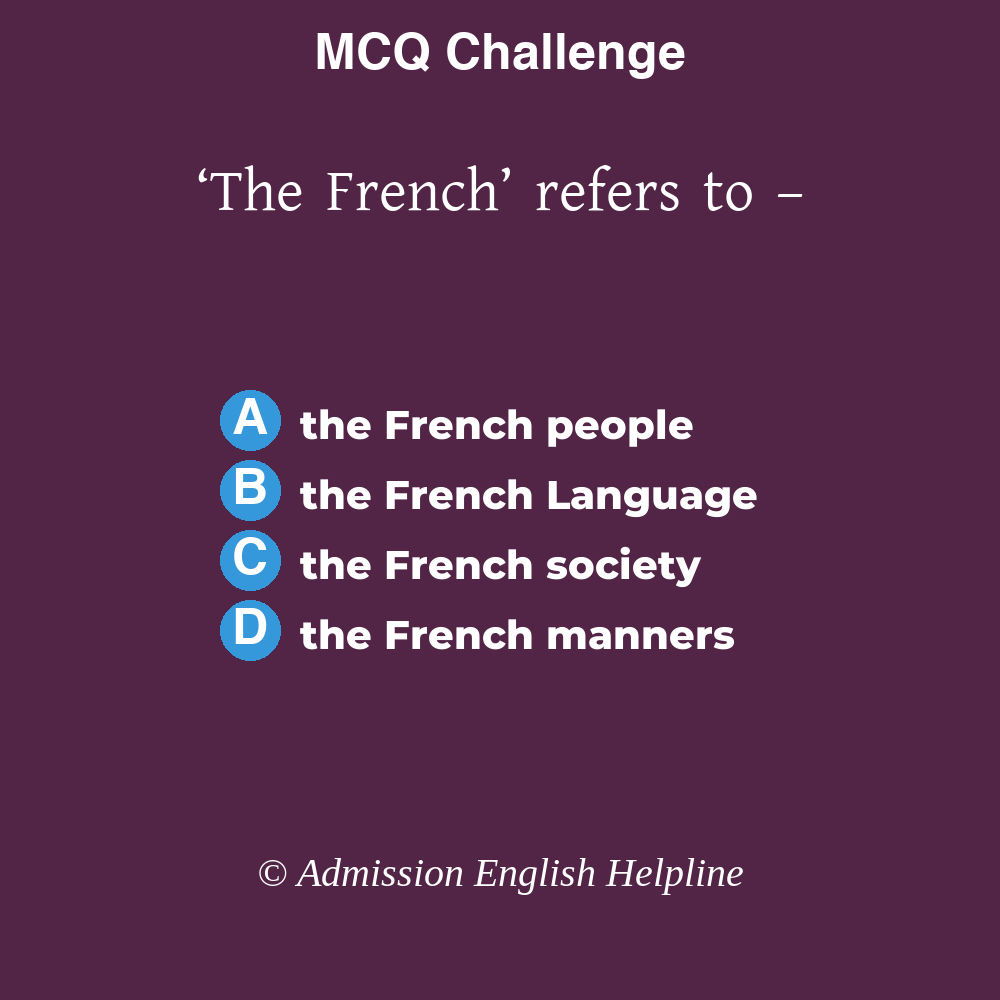 MCQ Challenge
‘The French’ refers to –
A the French people
B the French Language
C the French society
D the French manners
© Admission English Helpline